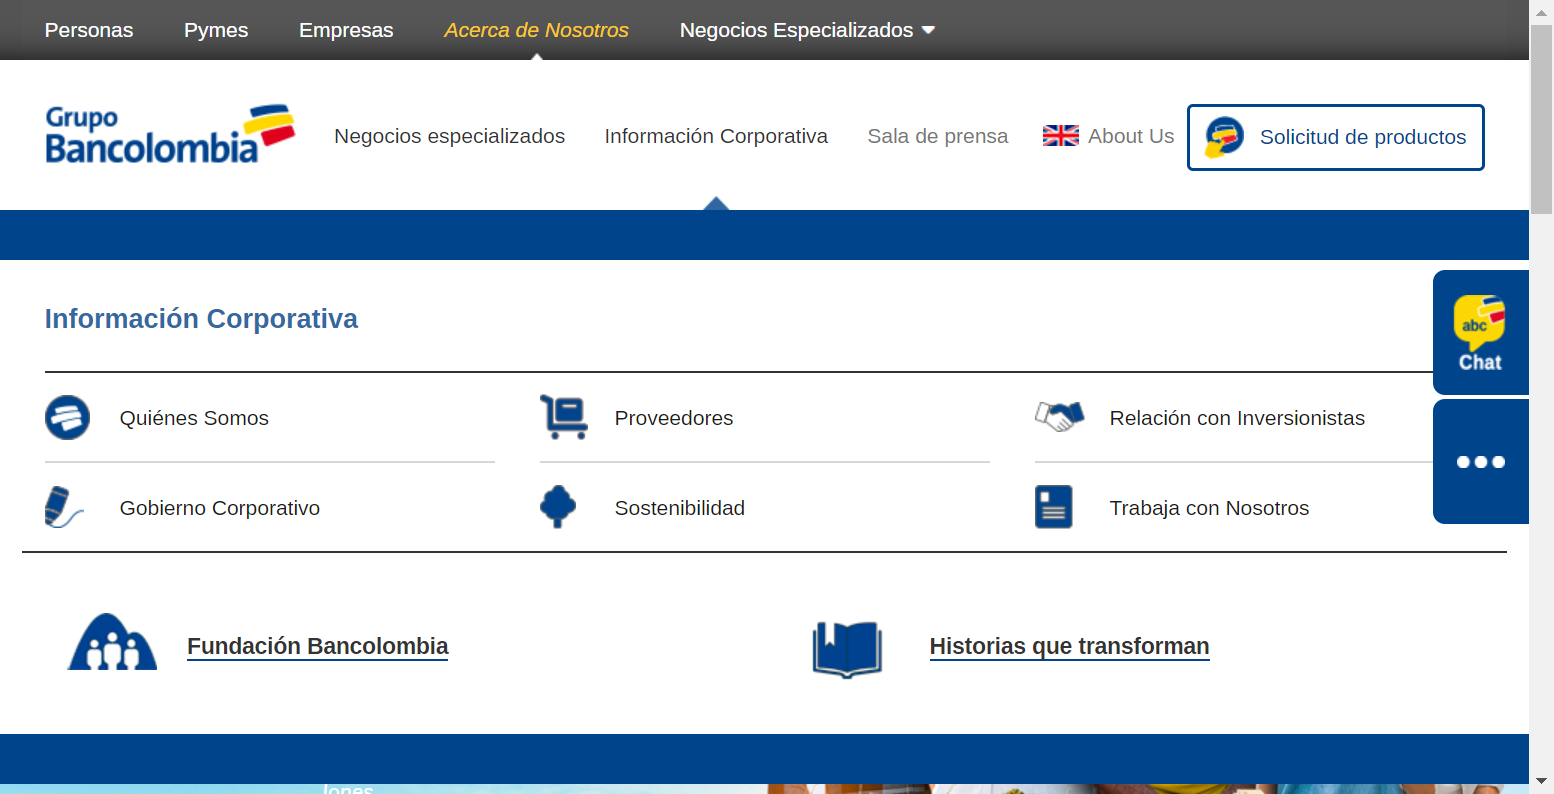 Personas Pymes Empresas Acerca de Nosotros Negocios Especializados
Grupo
Bancolombia
Negocios especializados Información Corporativa Sala de prensa About Us Solicitud de productos
Información Corporativa
abc
Chat
Quiénes Somos Proveedores Relación con Inversionistas
Gobierno Corporativo Sostenibilidad Trabaja con Nosotros
Fundación Bancolombia Historias que transforman